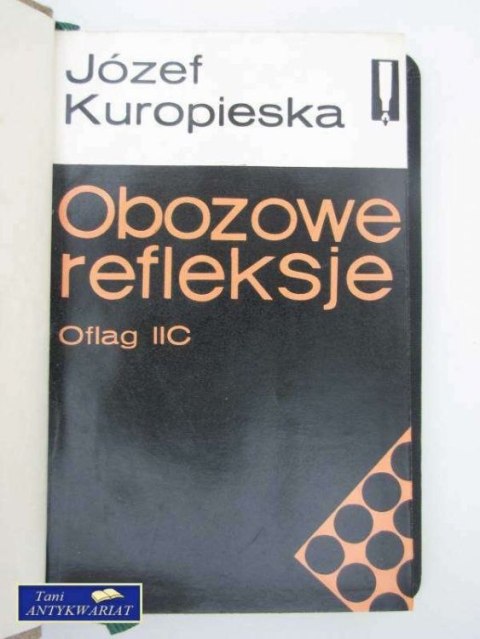 Józef
Kuropieska
Obozowe
refleksje
Oflag IIC
Tani
ANTYKWARIAT